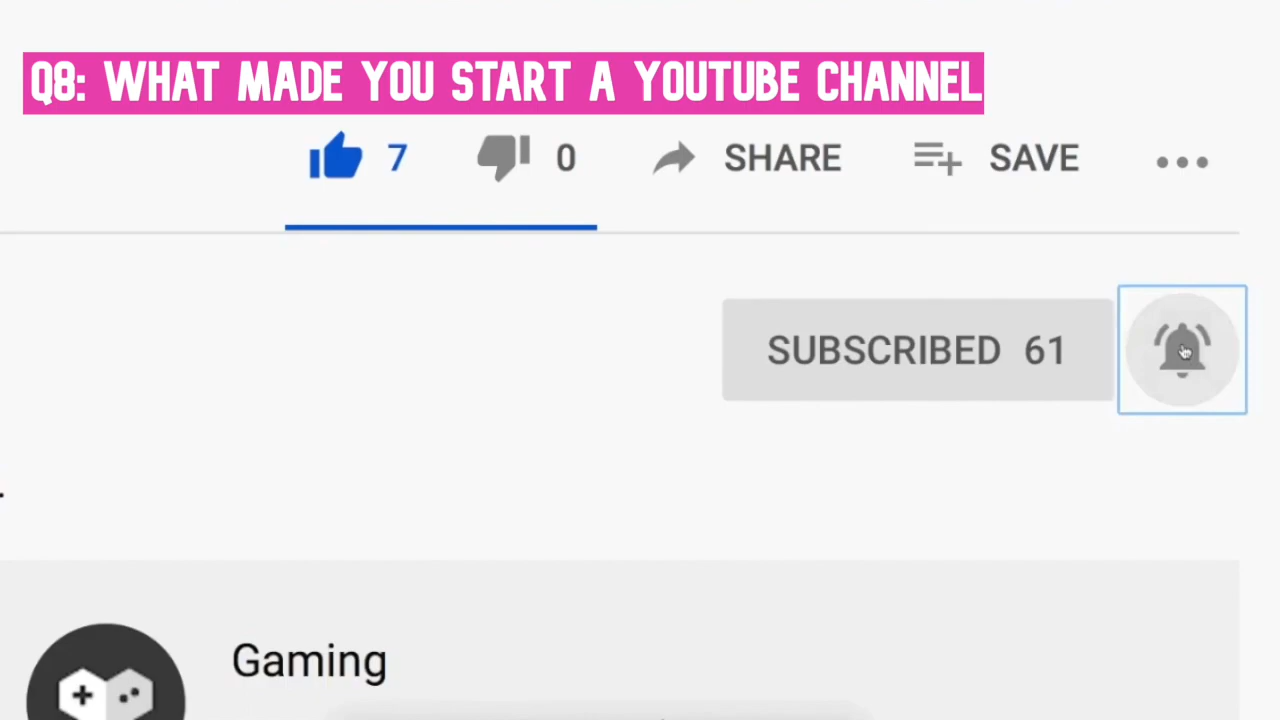 Q8: WHAT MADE YOU START A YOUTUBE CHANNEL
7 0 SHARE SAVE
SUBSCRIBED 61
Gaming